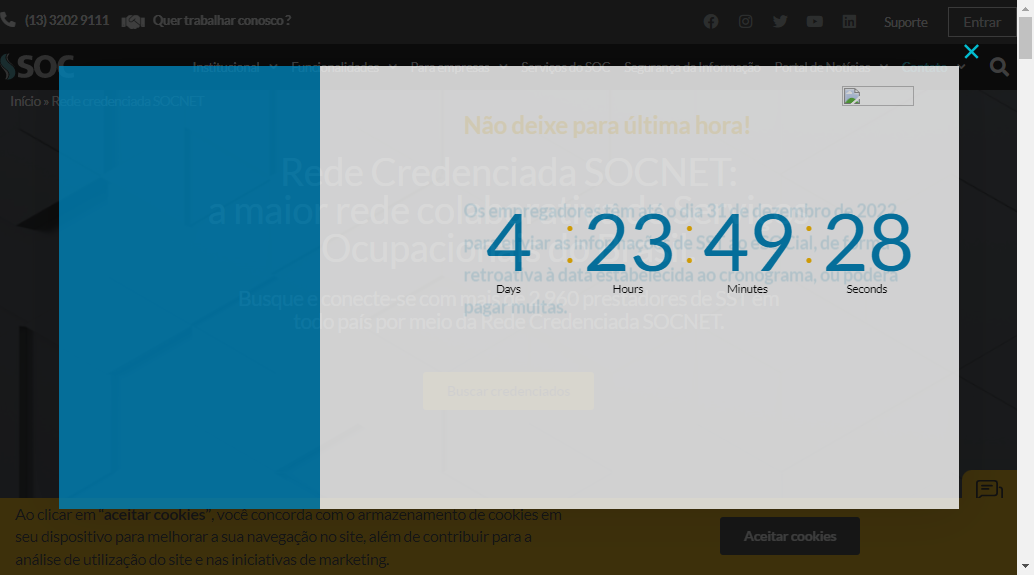 (13) 3202 9111
Quer trabalhar conosco ?
Suporte
Entrar
SOC
Institucional
Funcionalidades
Para empresas
Serviços do SOC
Segurança da Informação
Portal de Notícias
Contato
Início » Rede credenciada SOCNET
Não deixe para última hora!
Rede Credenciada SOCNET:
a maior rede
Os empregadores têm até o dia 31 de dezembro de 2022
para enviar as informações de SST ao eSocial, de forma
retroativa à data estabelecida ao cronograma, ou poderá
pagar multas.
4 : 23 : 49 : 28
Days
Hours
Minutes
Seconds
Busque e conecte-se com mais de 2.960 prestadores de SST em
todo país por meio da Rede Credenciada SOCNET.
Buscar credenciados
Ao clicar em "aceitar cookies", você concorda com o armazenamento de cookies em
seu dispositivo para melhorar a sua navegação no site, além de contribuir para a
análise de utilização do site e nas iniciativas de marketing.
Aceitar cookies